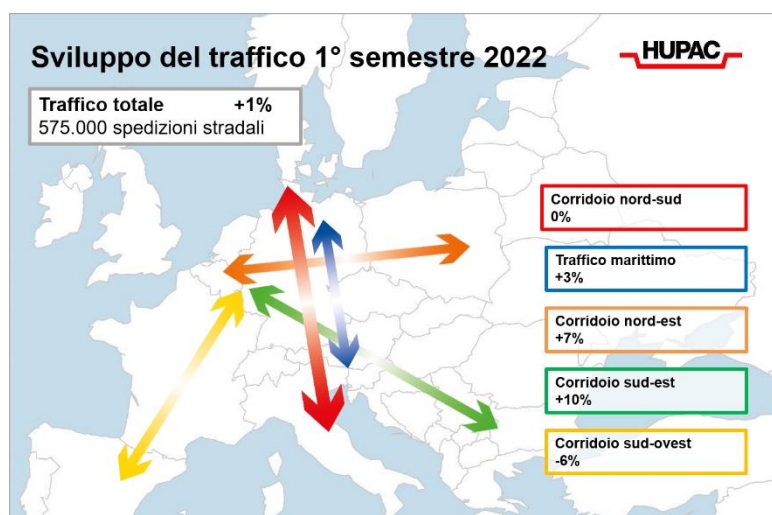 Sviluppo del traffico 1° semestre 2022
HUPAC
Traffico totale +1%
575.000 spedizioni stradali
Corridoio nord-sud
0%
Traffico marittimo
+3%
Corridoio nord-est
+7%
Corridoio sud-est
+10%
Corridoio sud-ovest
-6%